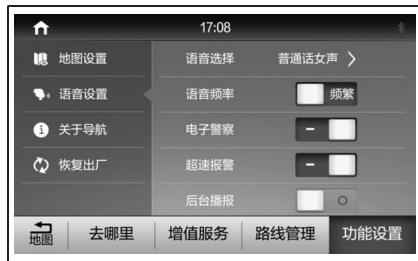 17:08
地图设置
语音选择 普通话女声
语音设置
语音频率 频繁
关于导航
电子警察
恢复出厂
超速报警
后台播报
地图 去哪里 增值服务 路线管理 功能设置